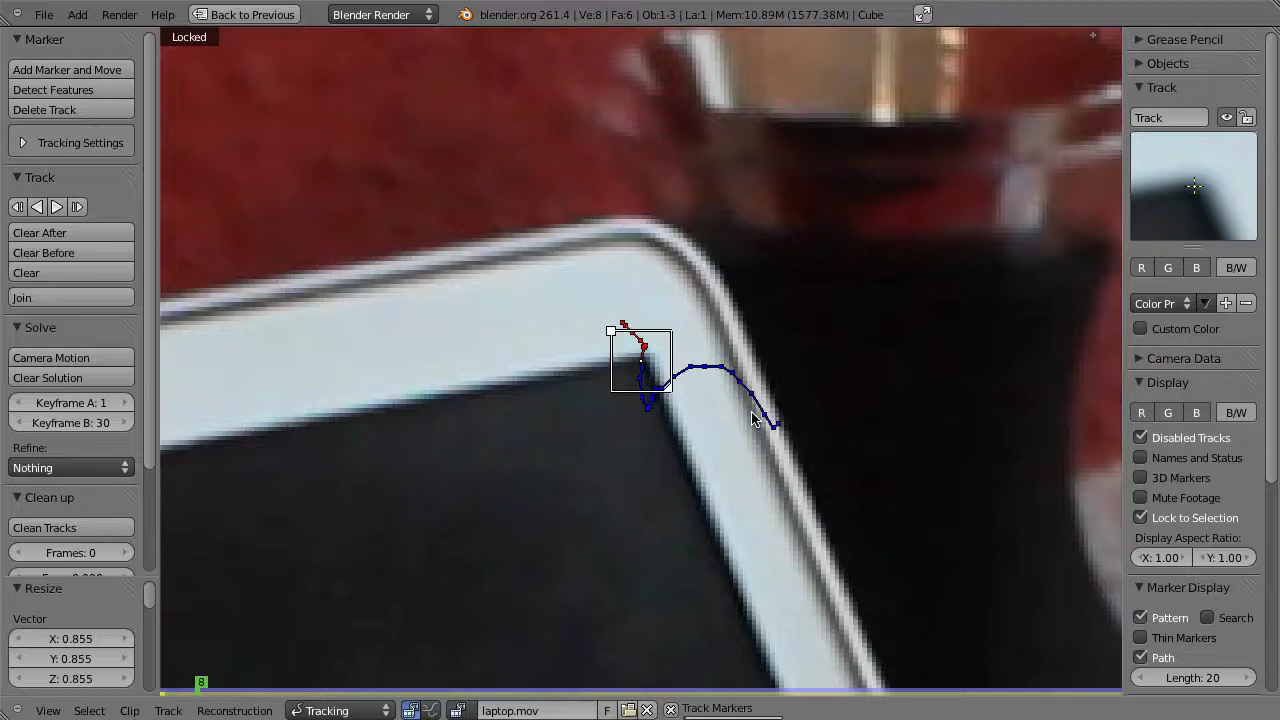 File Add Render Help Back to Previous Blender Render blender.org 261.4 | Ve:8 | Fa:6 | Ob:1-3 | La:1 | Mem:10.89M (1577.38M) | Cube
Marker
Add Marker and Move
Detect Features
Delete Track
Tracking Settings
Track
Clear After
Clear Before
Clear
Join
Solve
Camera Motion
Camera Solution
Keyframe A: 1
Keyframe B: 30
Refine:
Nothing
Clean up
Clean Tracks
Frames: 0
Resize
Vector
X: 0.855
Y: 0.855
Z: 0.855
Locked
8
Grease Pencil
Objects
Track
Track
R G B B/W
Color Pr
Custom Color
Camera Data
Display
R G B B/W
Disabled Tracks
Names and Status
3D Markers
Mute Footage
Lock to Selection
Display Aspect Ratio:
X: 1.00 Y: 1.00
Marker Display
Pattern Search
Thin Markers
Path
Length: 20
View Select Clip Track Reconstruction Tracking laptop.mov F Track Markers